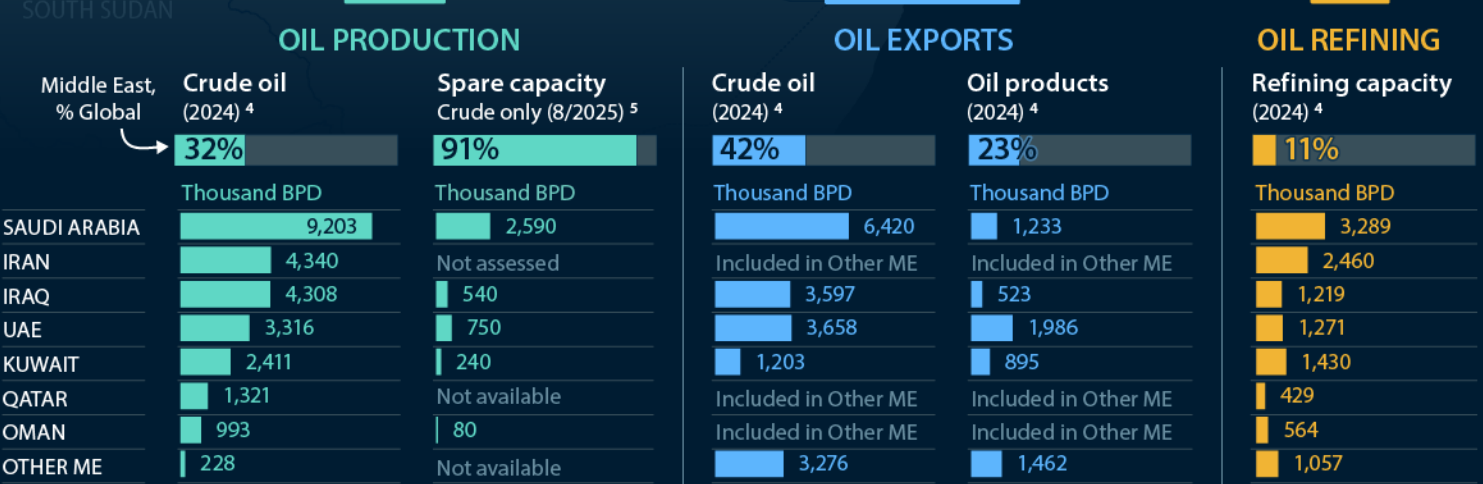 SOUTH SUDAN
OIL PRODUCTION OIL EXPORTS OIL REFINING
Middle East, % Global
Crude oil (2024) 4
Spare capacity Crude only (8/2025) 5
Crude oil (2024) 4
Oil products (2024) 4
Refining capacity (2024) 4
32% 91% 42% 23% 11%
Thousand BPD Thousand BPD Thousand BPD Thousand BPD Thousand BPD
SAUDI ARABIA 9,203 2,590 6,420 1,233 3,289
IRAN 4,340 Not assessed Included in Other ME Included in Other ME 2,460
IRAQ 4,308 540 3,597 523 1,219
UAE 3,316 750 3,658 1,986 1,271
KUWAIT 2,411 240 1,203 895 1,430
QATAR 1,321 Not available Included in Other ME Included in Other ME 429
OMAN 993 80 Included in Other ME Included in Other ME 564
OTHER ME 228 Not available 3,276 1,462 1,057